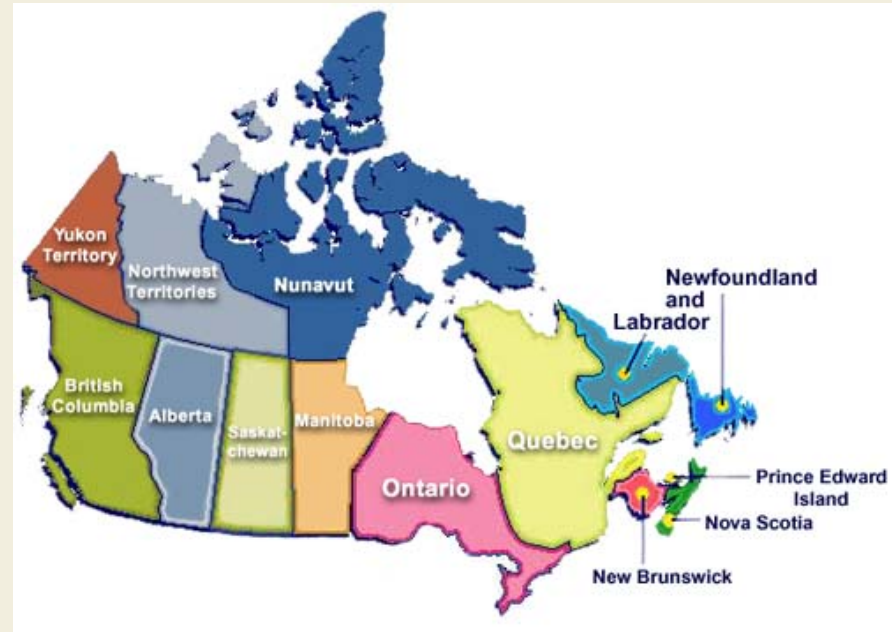 Yukon
Territory
Northwest
Territories
Nunavut
Newfoundland
and
Labrador
British
Columbia
Alberta
Saskat-
chewan
Manitoba
Ontario
Quebec
Prince Edward
Island
Nova Scotia
New Brunswick